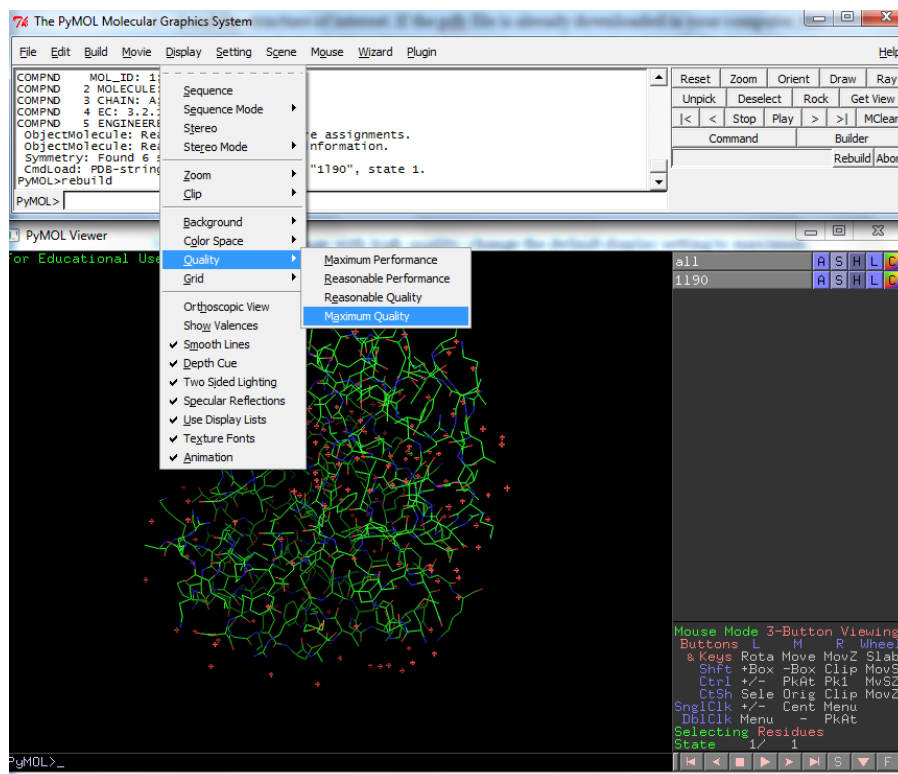 The PyMOL Molecular Graphics System
File Edit Build Movie Display Setting Scene Mouse Wizard Plugin Help
COMPND MOL_ID: 1;
COMPND 2 MOLECULE:
COMPND 3 CHAIN: A;
COMPND 4 EC: 3.2.1
COMPND 5 ENGINEERE
ObjectMolecule: Rea e assignments.
ObjectMolecule: Rea nformation.
Symmetry: Found 6 s
CmdLoad: PDB-string "1l90", state 1.
PyMOL>rebuild
PyMOL>
Reset Zoom Orient Draw Ray
Unpick Deselect Rock Get View
|< < Stop Play > >| MClear
Command Builder
Rebuild Abor
Sequence
Sequence Mode
Stereo
Stereo Mode
Zoom
Clip
Background
Color Space
Quality
Grid
Orthoscopic View
Show Valences
Smooth Lines
Depth Cue
Two Sided Lighting
Specular Reflections
Use Display Lists
Texture Fonts
Animation
Maximum Performance
Reasonable Performance
Reasonable Quality
Maximum Quality
PyMOL Viewer
For Educational Use
all A S H L C
1l90 A S H L C
Mouse Mode 3-Button Viewing
Buttons L M R Wheel
& Keys Rota Move MovZ Slab
Shft +Box -Box Clip MovS
Ctrl +/- PkAt Pk1 MvSZ
CtSh Sele Orig Clip MovZ
SnglClk +/- Cent Menu
DblClk Menu - PkAt
Selecting Residues
State 1/ 1
S F
PyMOL>_